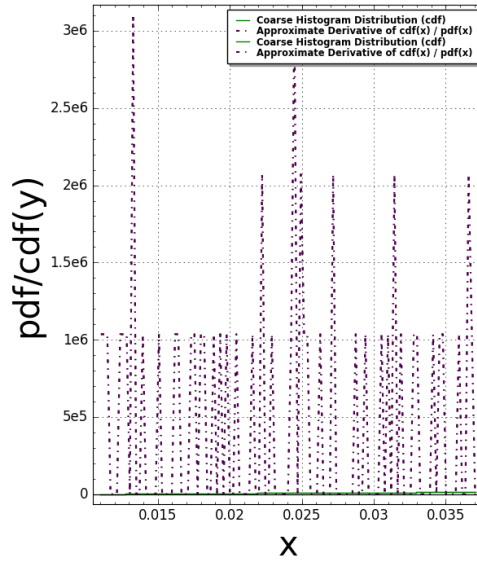 3e6
2.5e6
2e6
1.5e6
1e6
5e5
0
pdf/cdf(y)
Coarse Histogram Distribution (cdf)
Approximate Derivative of cdf(x) / pdf(x)
Coarse Histogram Distribution (cdf)
Approximate Derivative of cdf(x) / pdf(x)
0.015 0.02 0.025 0.03 0.035
x